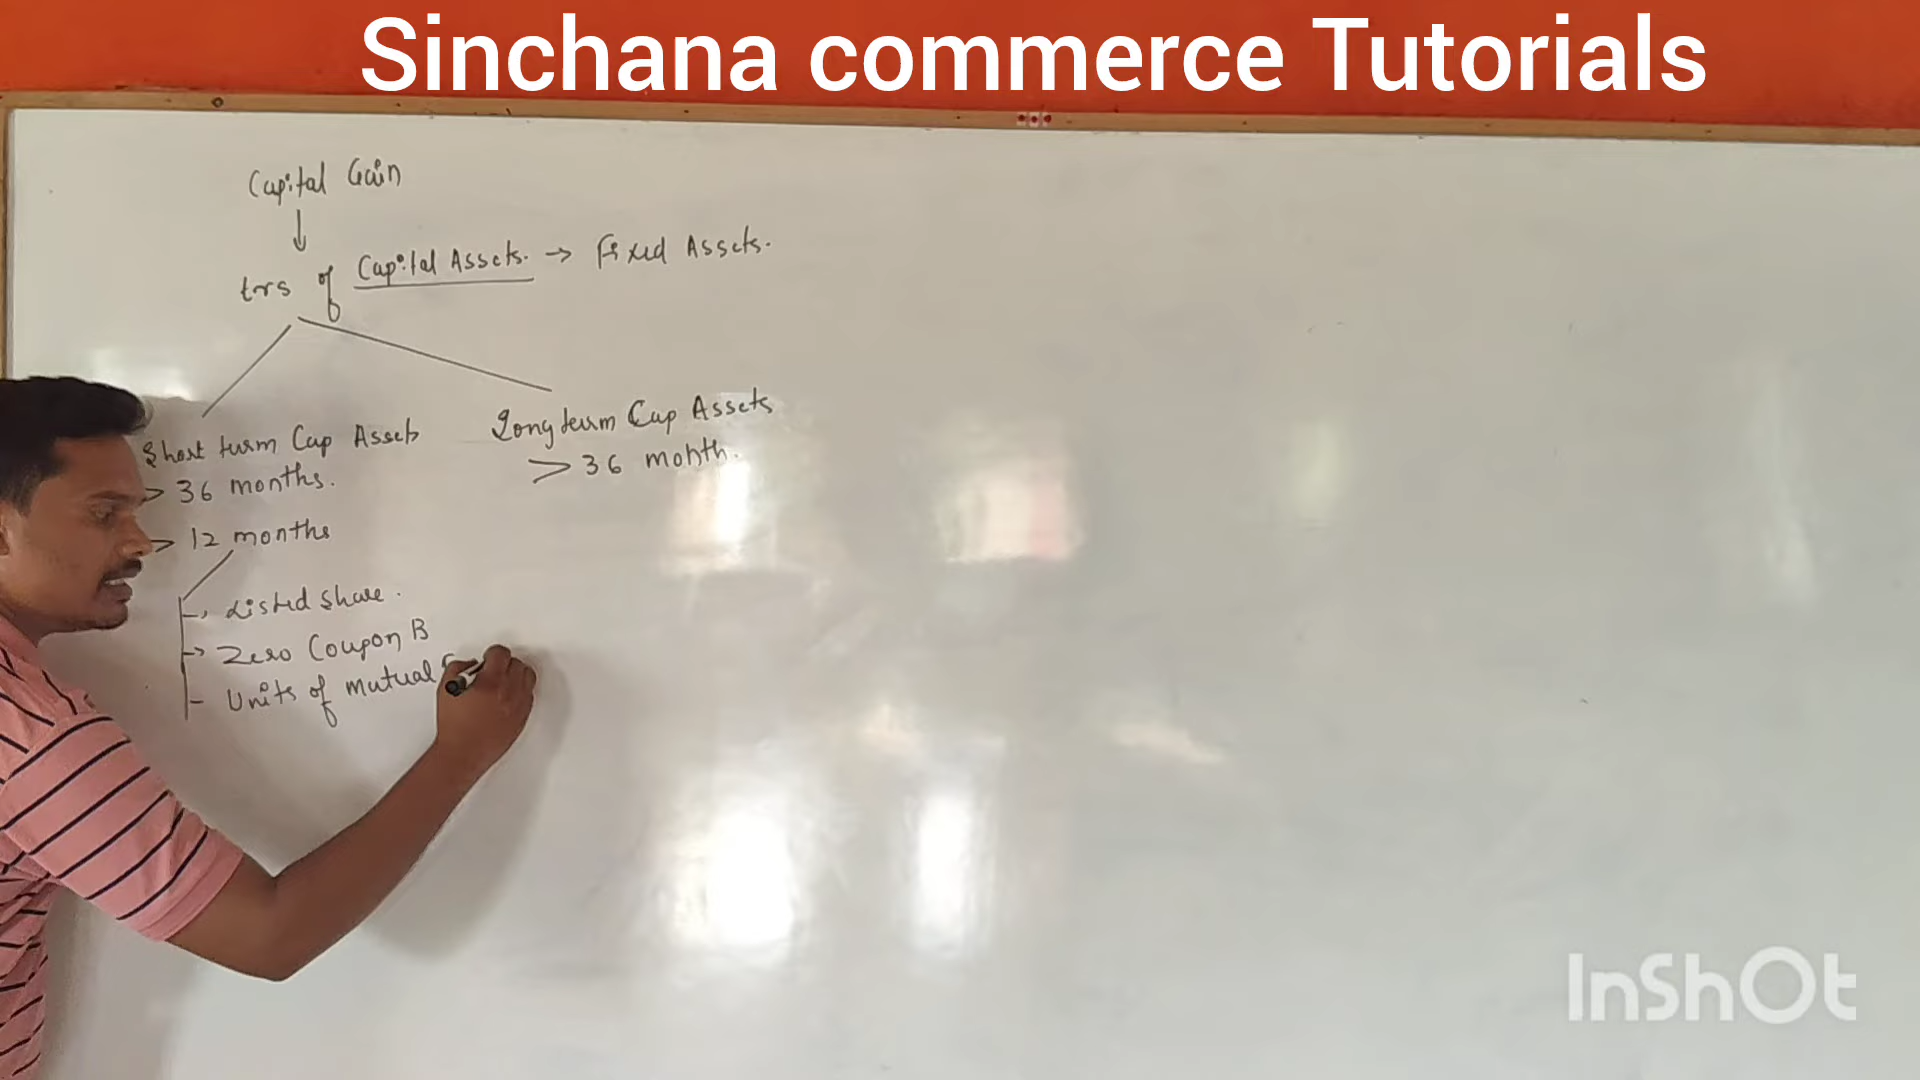 Sinchana commerce Tutorials
Capital Gain
↓
trs of Capital Assets. → Fixed Assets.
Short term Cap Assets
> 36 months.
> 12 months
→ Listed Share.
→ Zero Coupon B
- Units of mutual
Long term Cap Assets
> 36 month.
InShOt